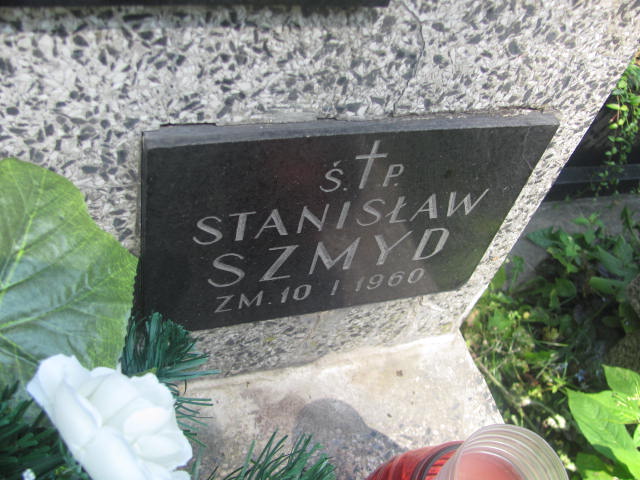 Ś. P.
STANISŁAW
SZMYD
ZM. 10 I 1960